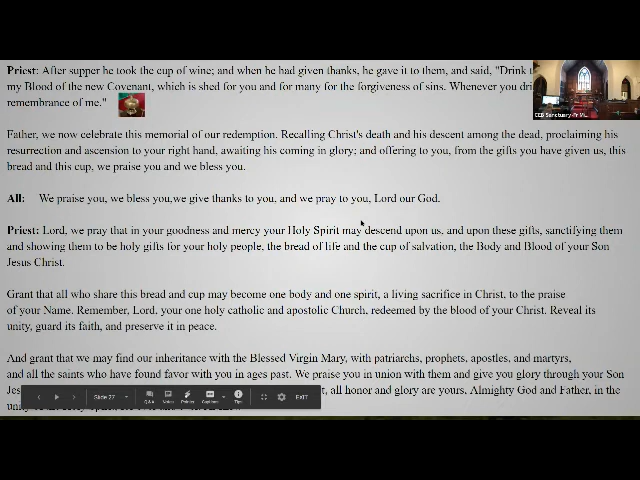 Priest: After supper he took the cup of wine; and when he had given thanks, he gave it to them, and said, "Drink t
my Blood of the new Covenant, which is shed for you and for many for the forgiveness of sins. Whenever you dri
remembrance of me."
CEB Sanctuary-Fr M...
Father, we now celebrate this memorial of our redemption. Recalling Christ's death and his descent among the dead, proclaiming his
resurrection and ascension to your right hand, awaiting his coming in glory; and offering to you, from the gifts you have given us, this
bread and this cup, we praise you and we bless you.
All: We praise you, we bless you,we give thanks to you, and we pray to you, Lord our God.
Priest: Lord, we pray that in your goodness and mercy your Holy Spirit may descend upon us, and upon these gifts, sanctifying them
and showing them to be holy gifts for your holy people, the bread of life and the cup of salvation, the Body and Blood of your Son
Jesus Christ.
Grant that all who share this bread and cup may become one body and one spirit, a living sacrifice in Christ, to the praise
of your Name. Remember, Lord, your one holy catholic and apostolic Church, redeemed by the blood of your Christ. Reveal its
unity, guard its faith, and preserve it in peace.
And grant that we may find our inheritance with the Blessed Virgin Mary, with patriarchs, prophets, apostles, and martyrs,
and all the saints who have found favor with you in ages past. We praise you in union with them and give you glory through your Son
Jes t, all honor and glory are yours, Almighty God and Father, in the
Slide 27 Q&A Notes Pointer Captions Tips EXIT